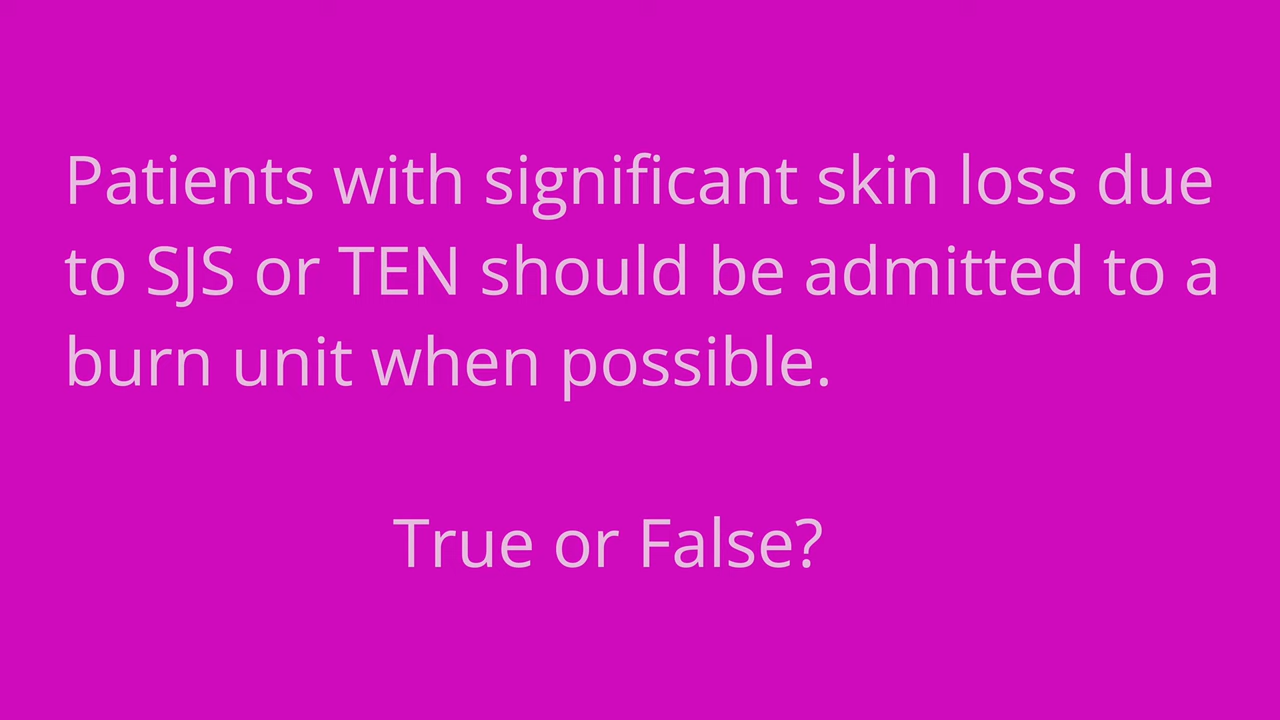 Patients with significant skin loss due
to SJS or TEN should be admitted to a
burn unit when possible.
True or False?